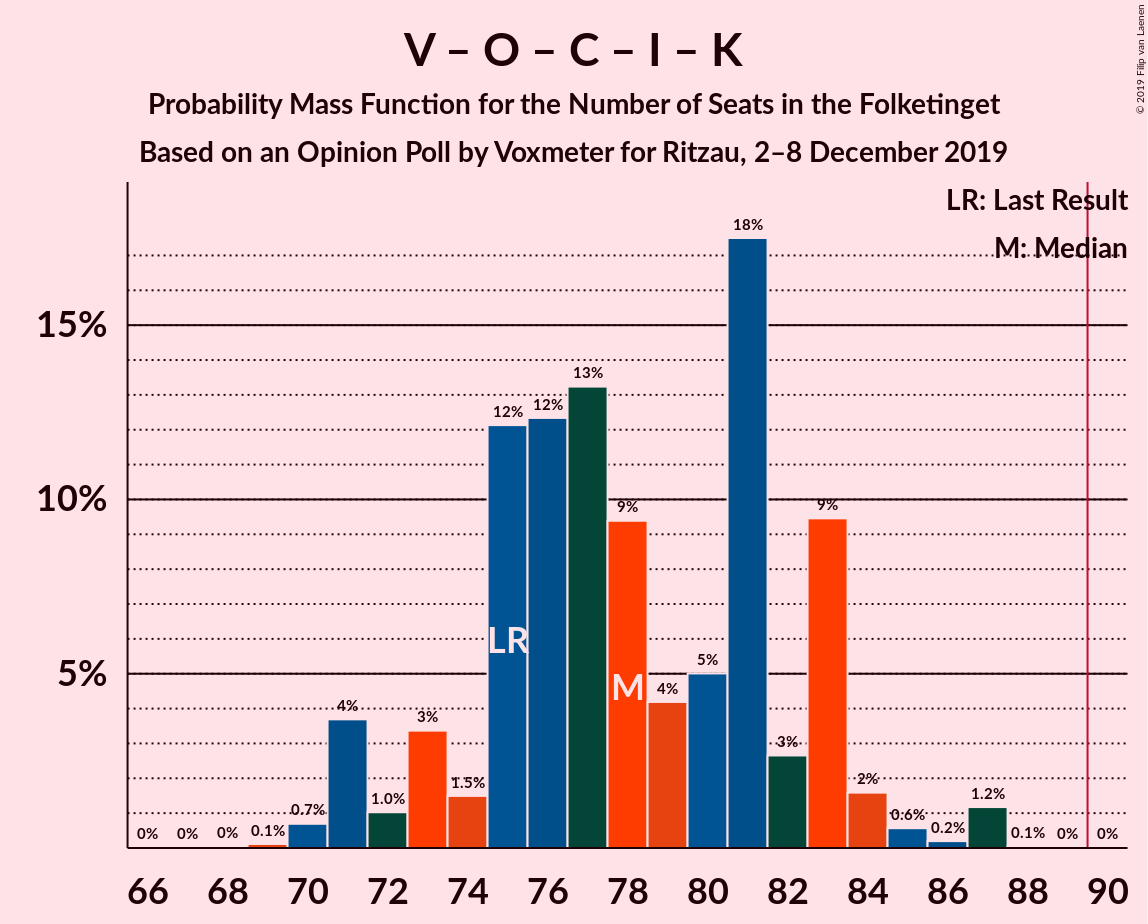 V – O – C – I – K
Probability Mass Function for the Number of Seats in the Folketinget
Based on an Opinion Poll by Voxmeter for Ritzau, 2–8 December 2019
© 2019 Filip van Laenen
LR: Last Result
M: Median
15%
10%
5%
0% 0% 0% 0.1% 0.7% 4% 1.0% 3% 1.5% 12% 12% 13% 9% 4% 5% 18% 3% 9% 2% 0.6% 0.2% 1.2% 0.1% 0% 0%
LR
M
66 68 70 72 74 76 78 80 82 84 86 88 90